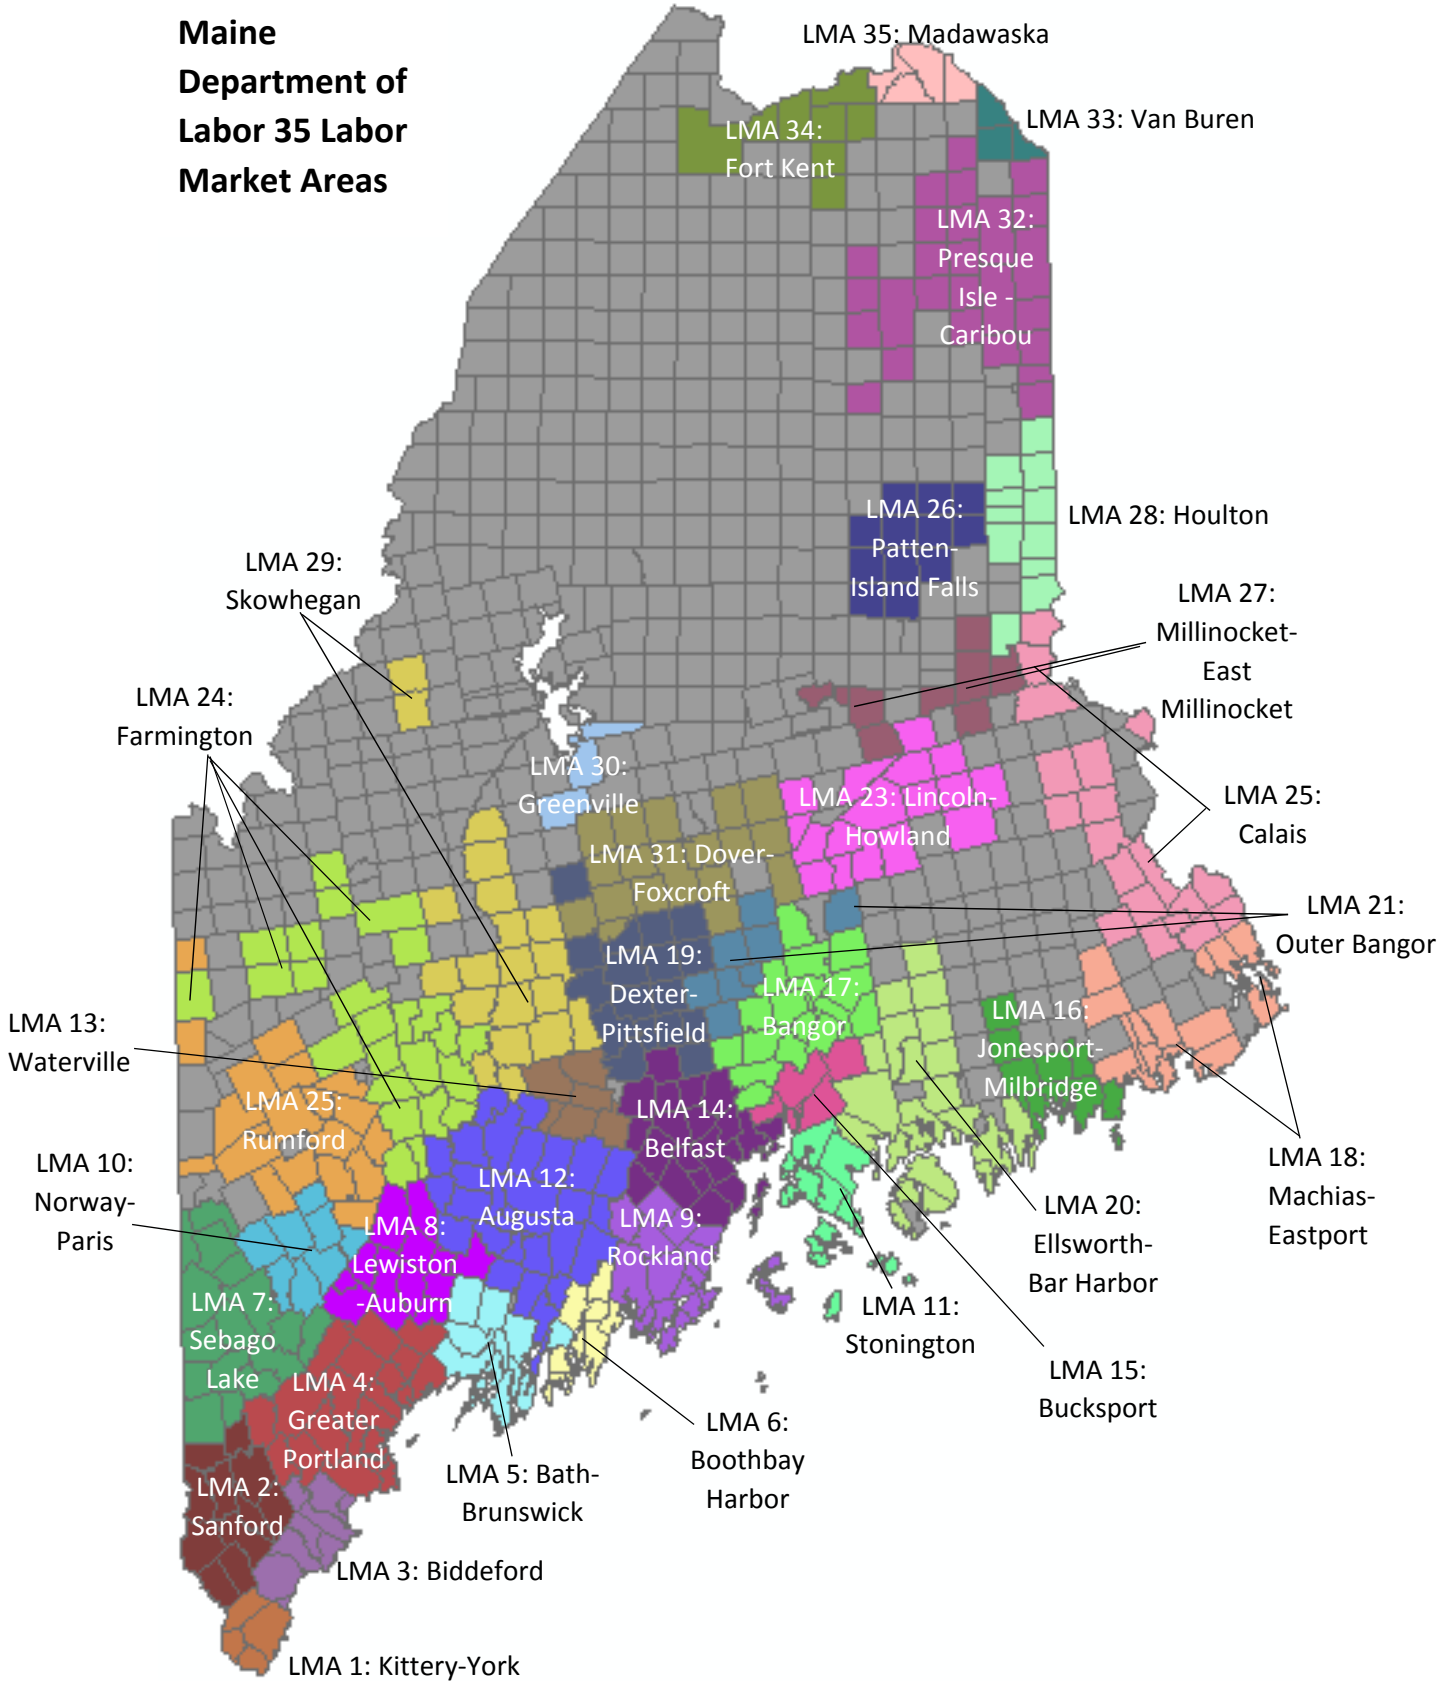 Maine
Department of
Labor 35 Labor
Market Areas
LMA 35: Madawaska
LMA 34:
Fort Kent
LMA 33: Van Buren
LMA 32:
Presque
Isle -
Caribou
LMA 26:
Patten-
Island Falls
LMA 28: Houlton
LMA 29:
Skowhegan
LMA 27:
Millinocket-
East
Millinocket
LMA 24:
Farmington
LMA 30:
Greenville
LMA 23: Lincoln-
Howland
LMA 25:
Calais
LMA 31: Dover-
Foxcroft
LMA 21:
Outer Bangor
LMA 19:
Dexter-
Pittsfield
LMA 17:
Bangor
LMA 16:
Jonesport-
Milbridge
LMA 13:
Waterville
LMA 25:
Rumford
LMA 14:
Belfast
LMA 10:
Norway-
Paris
LMA 12:
Augusta
LMA 18:
Machias-
Eastport
LMA 20:
Ellsworth-
Bar Harbor
LMA 8:
Lewiston
-Auburn
LMA 9:
Rockland
LMA 7:
Sebago
Lake
LMA 11:
Stonington
LMA 15:
Bucksport
LMA 4:
Greater
Portland
LMA 6:
Boothbay
Harbor
LMA 5: Bath-
Brunswick
LMA 2:
Sanford
LMA 3: Biddeford
LMA 1: Kittery-York